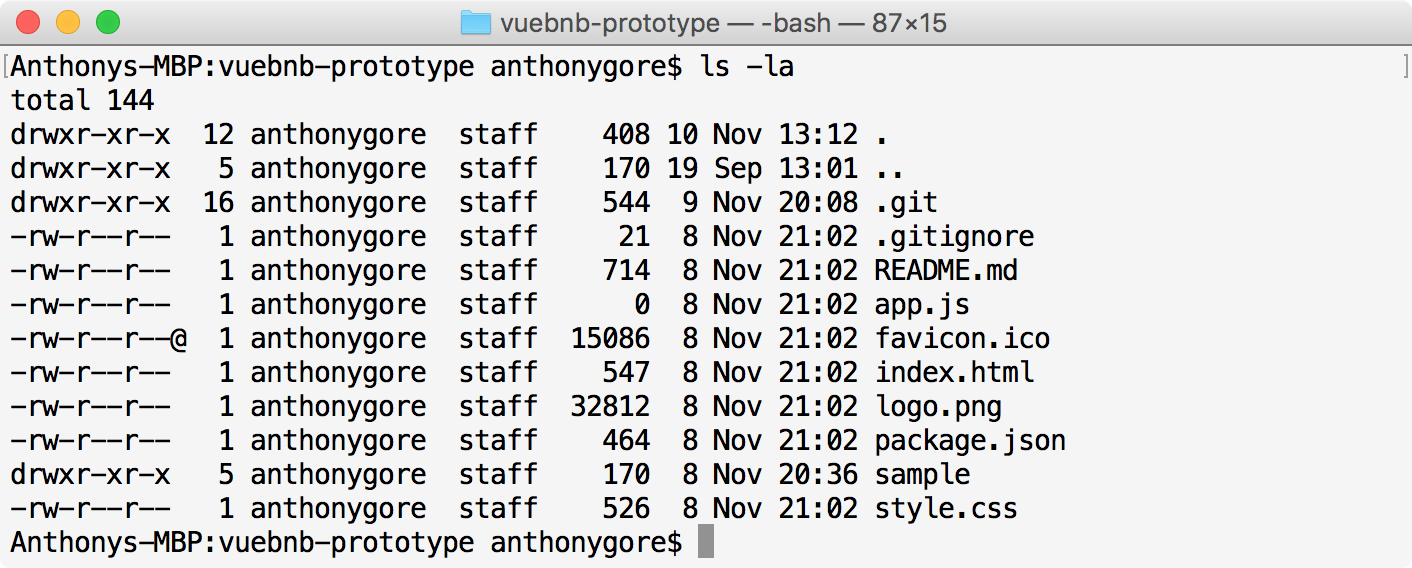 vuebnb-prototype — -bash — 87×15
[Anthonys-MBP:vuebnb-prototype anthonygore$ ls -la ]
total 144
drwxr-xr-x  12 anthonygore  staff    408 10 Nov 13:12 .
drwxr-xr-x   5 anthonygore  staff    170 19 Sep 13:01 ..
drwxr-xr-x  16 anthonygore  staff    544  9 Nov 20:08 .git
-rw-r--r--   1 anthonygore  staff     21  8 Nov 21:02 .gitignore
-rw-r--r--   1 anthonygore  staff    714  8 Nov 21:02 README.md
-rw-r--r--   1 anthonygore  staff      0  8 Nov 21:02 app.js
-rw-r--r--@  1 anthonygore  staff  15086  8 Nov 21:02 favicon.ico
-rw-r--r--   1 anthonygore  staff    547  8 Nov 21:02 index.html
-rw-r--r--   1 anthonygore  staff  32812  8 Nov 21:02 logo.png
-rw-r--r--   1 anthonygore  staff    464  8 Nov 21:02 package.json
drwxr-xr-x   5 anthonygore  staff    170  8 Nov 20:36 sample
-rw-r--r--   1 anthonygore  staff    526  8 Nov 21:02 style.css
Anthonys-MBP:vuebnb-prototype anthonygore$